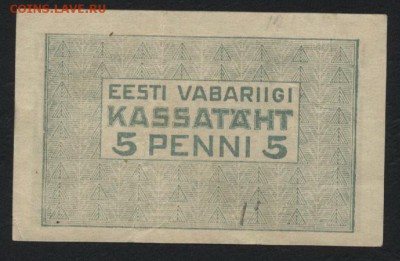 COINS.LAVE.RU
EESTI VABARIIGI
KASSATÄHT
5 PENNI 5